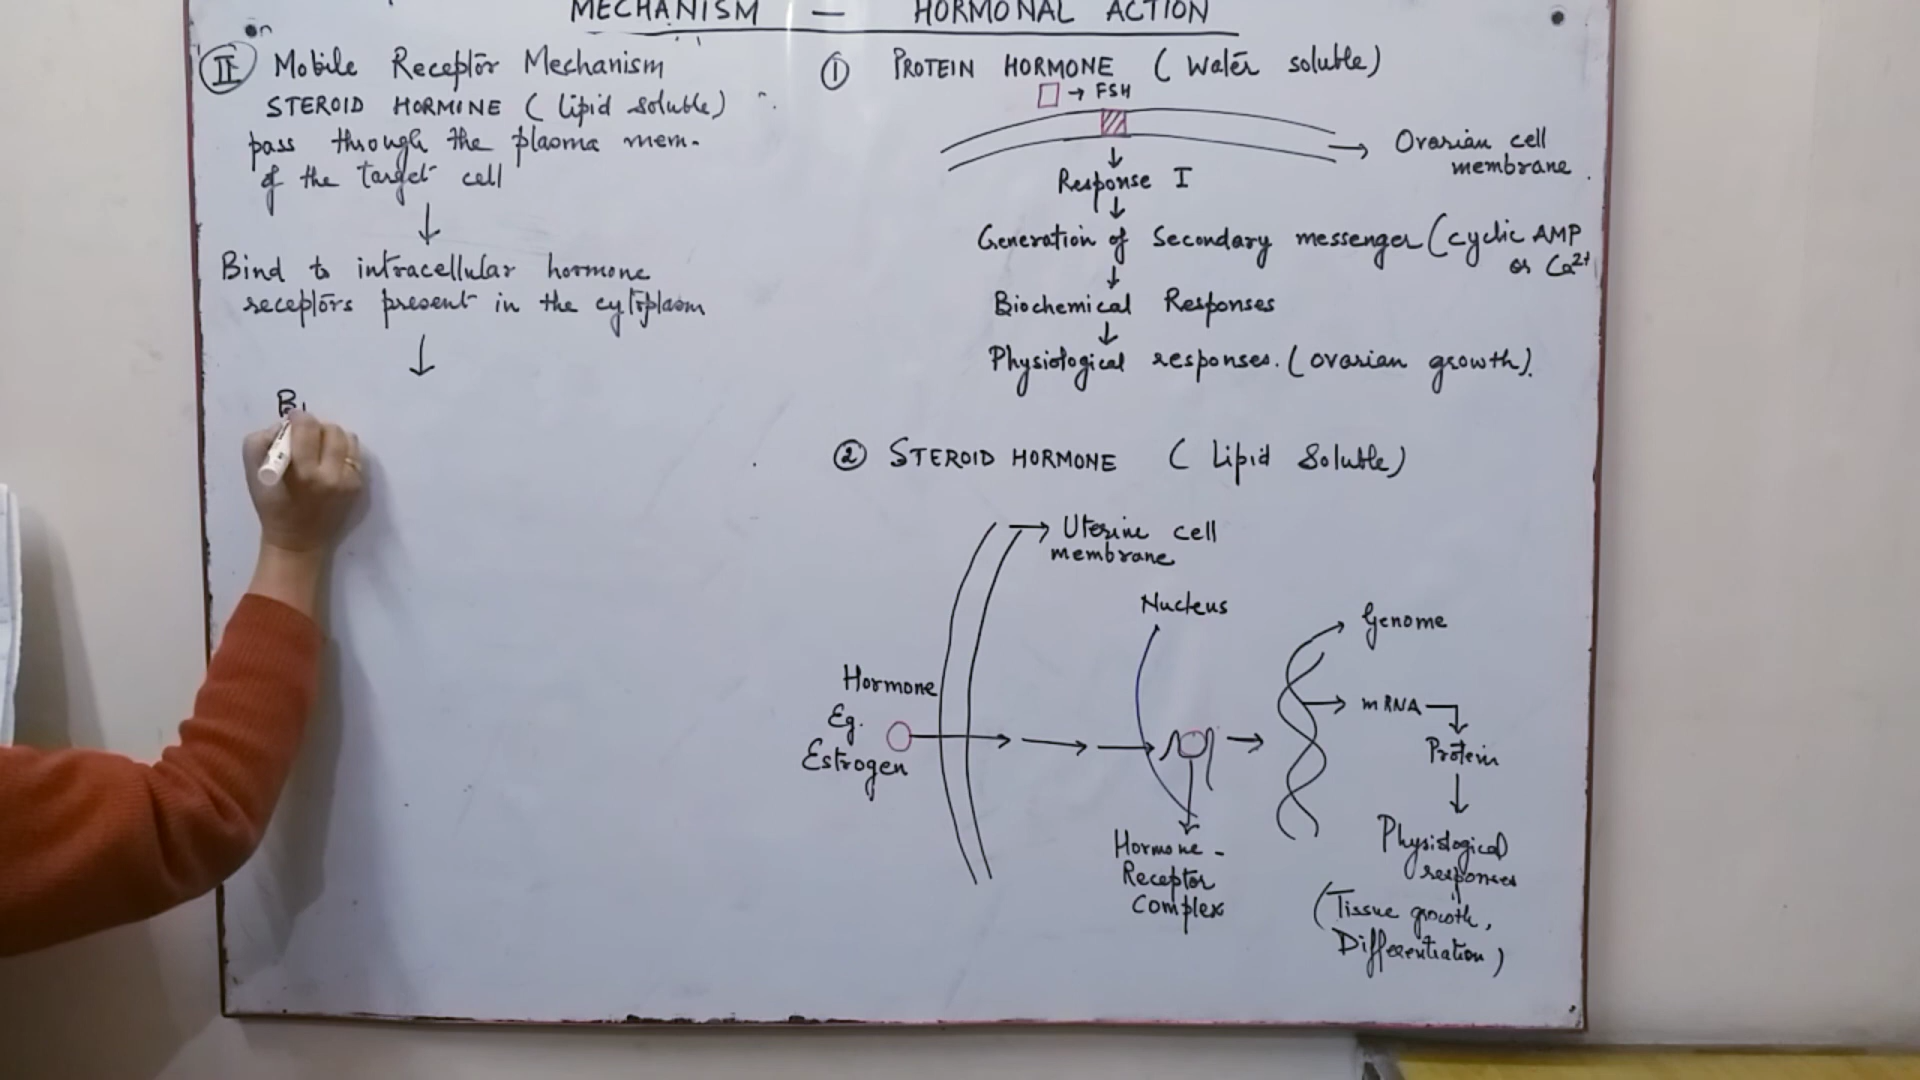 MECHANISM — HORMONAL ACTION
II Mobile Receptor Mechanism
STEROID HORMINE (lipid soluble)
pass through the plasma mem.
of the target cell
↓
Bind to intracellular hormone
receptors present in the cytoplasm
↓
① PROTEIN HORMONE (Water soluble)
→ FSH
→ Ovarian cell
membrane.
↓
Response I
↓
Generation of Secondary messenger (cyclic AMP
or Ca2+
↓
Biochemical Responses
↓
Physiological responses. (ovarian growth).
② STEROID HORMONE (Lipid Soluble)
→ Uterine cell
membrane
Nucleus
Genome
Hormone
Eg.
Estrogen
mRNA
Protein
Hormone -
Receptor
Complex
Physiological
responses
(Tissue growth,
Differentiation)